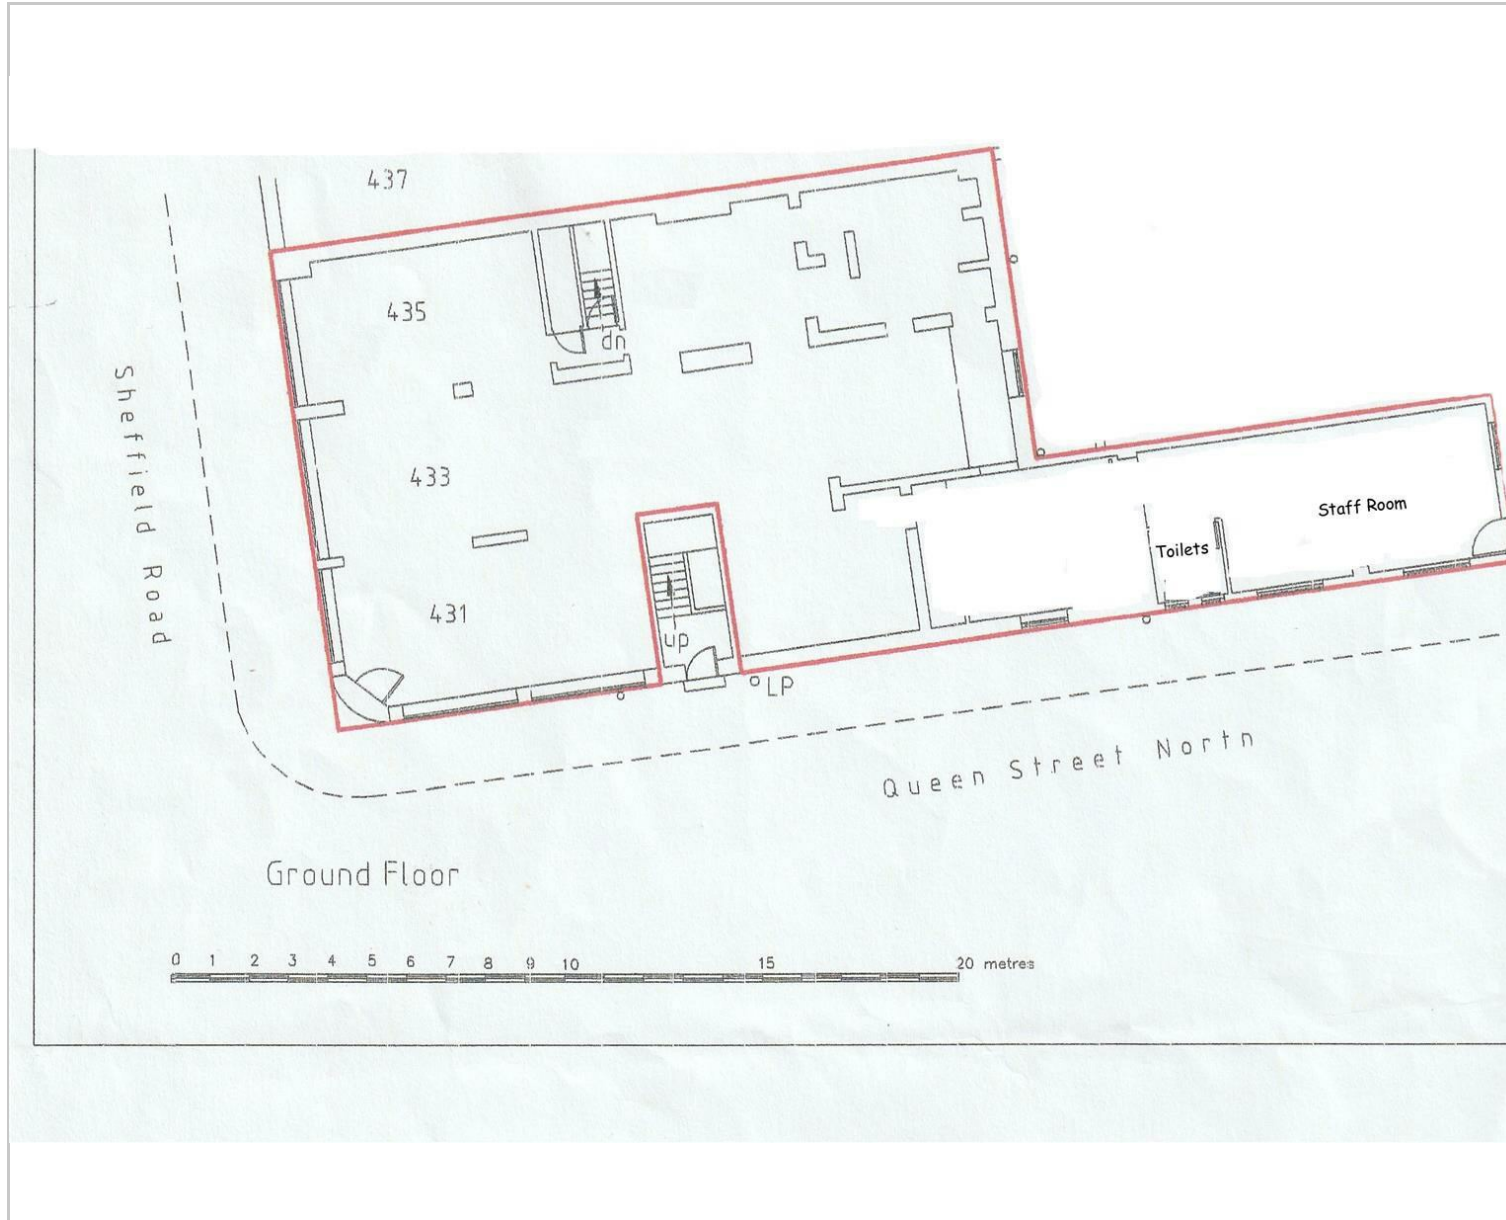 437
435
dn
Sheffield Road
433
Staff Room
Toilets
431
up
LP
Queen Street Nortn
Ground Floor
0 1 2 3 4 5 6 7 8 9 10 15 20 metres